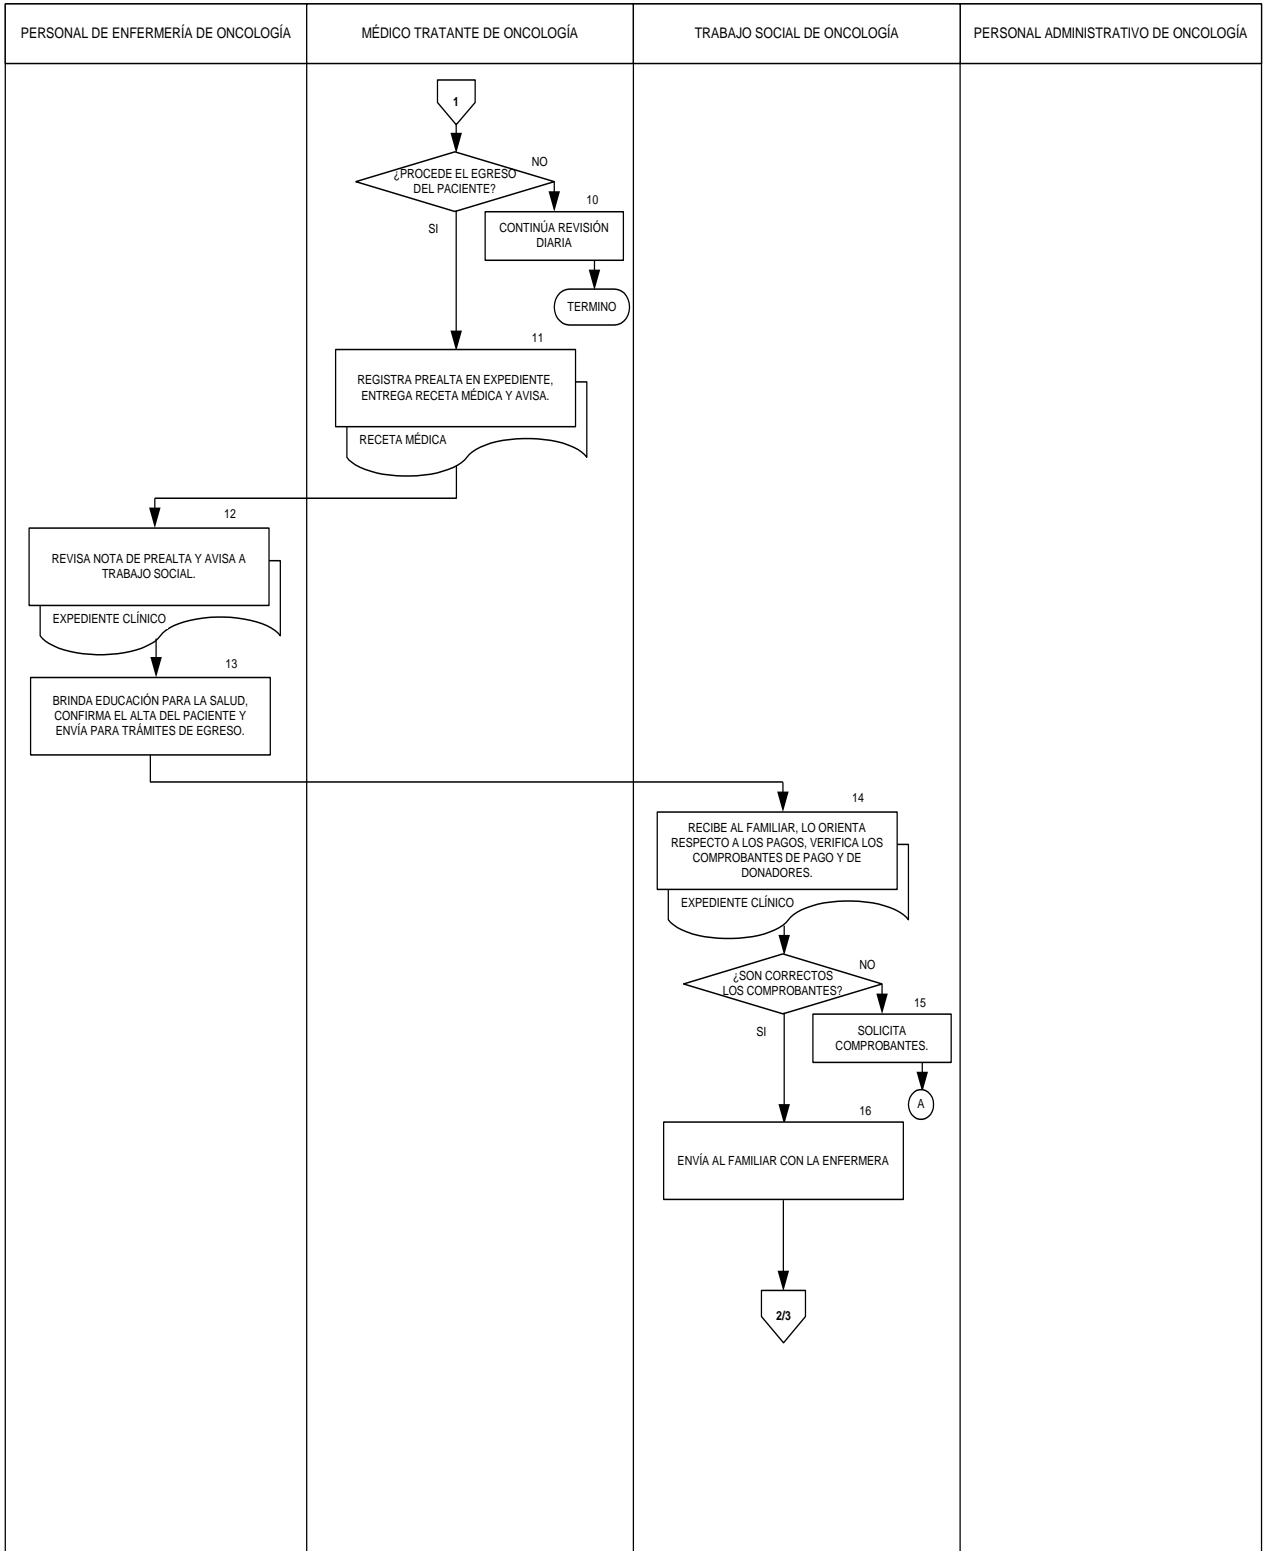 PERSONAL DE ENFERMERÍA DE ONCOLOGÍA
MÉDICO TRATANTE DE ONCOLOGÍA
TRABAJO SOCIAL DE ONCOLOGÍA
PERSONAL ADMINISTRATIVO DE ONCOLOGÍA
1
¿PROCEDE EL EGRESO
DEL PACIENTE?
NO
SI
10
CONTINÚA REVISIÓN
DIARIA
TERMINO
11
REGISTRA PREALTA EN EXPEDIENTE,
ENTREGA RECETA MÉDICA Y AVISA.
RECETA MÉDICA
12
REVISA NOTA DE PREALTA Y AVISA A
TRABAJO SOCIAL.
EXPEDIENTE CLÍNICO
13
BRINDA EDUCACIÓN PARA LA SALUD,
CONFIRMA EL ALTA DEL PACIENTE Y
ENVÍA PARA TRÁMITES DE EGRESO.
14
RECIBE AL FAMILIAR, LO ORIENTA
RESPECTO A LOS PAGOS, VERIFICA LOS
COMPROBANTES DE PAGO Y DE
DONADORES.
EXPEDIENTE CLÍNICO
¿SON CORRECTOS
LOS COMPROBANTES?
NO
SI
15
SOLICITA
COMPROBANTES.
A
16
ENVÍA AL FAMILIAR CON LA ENFERMERA
2/3